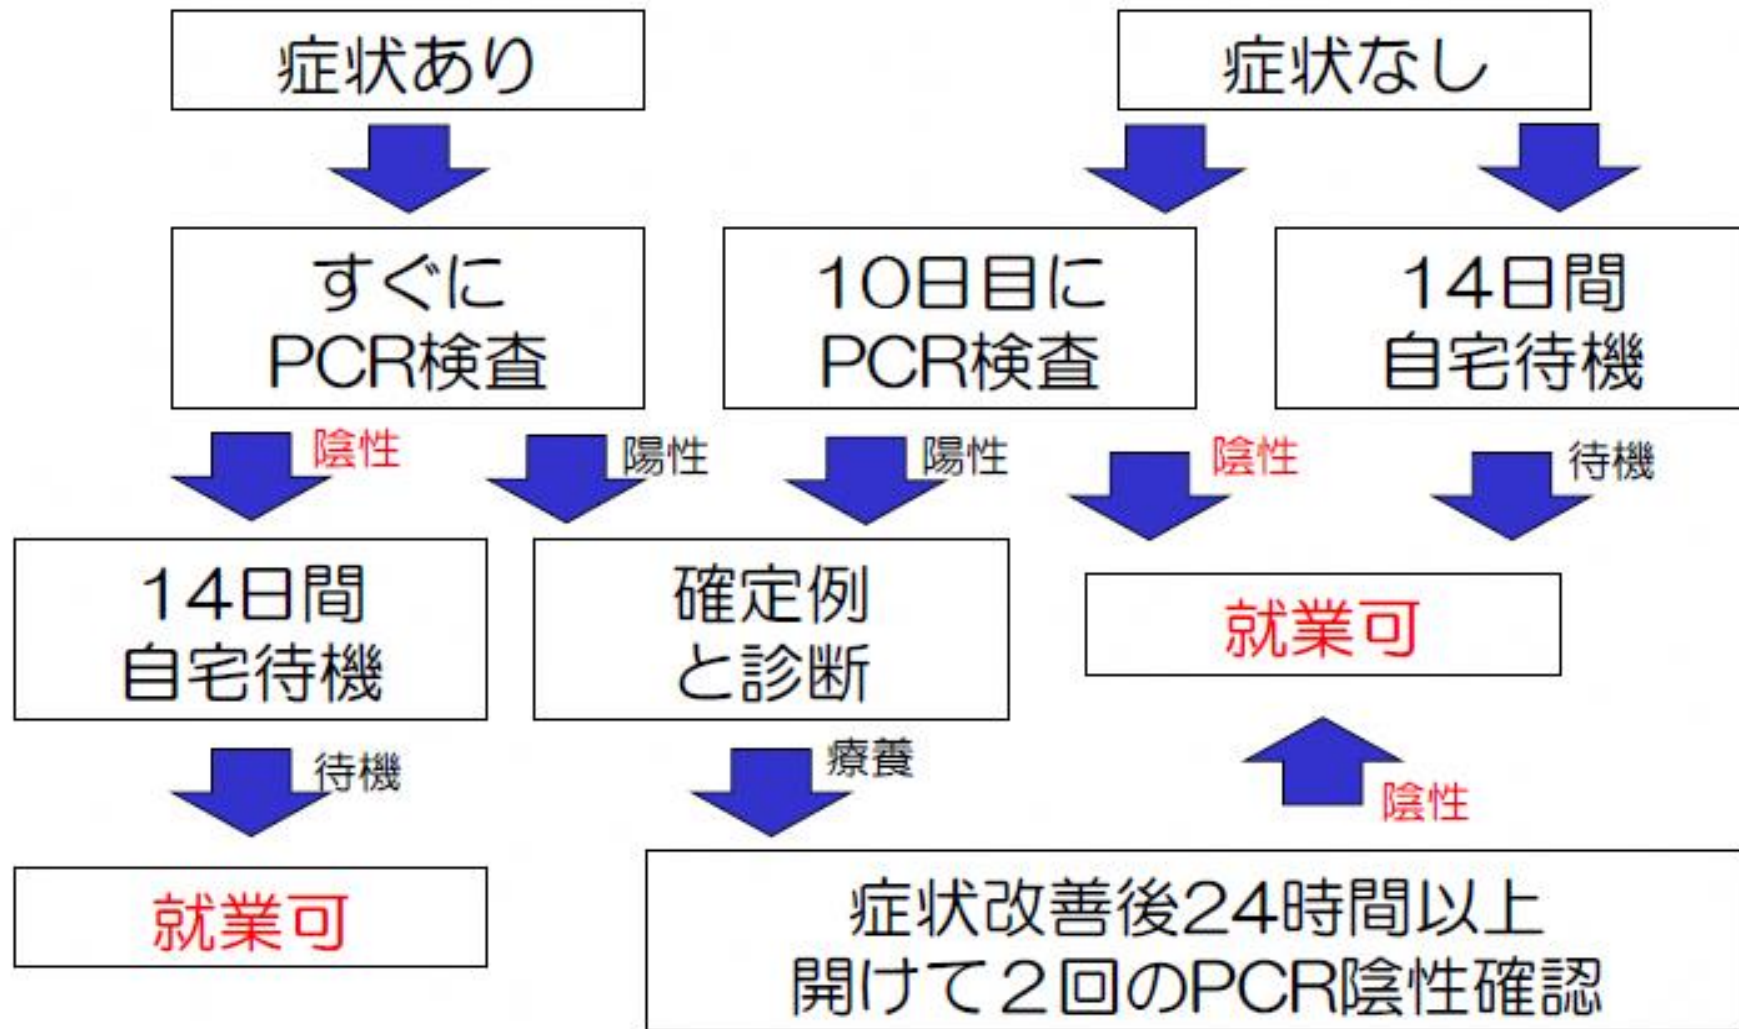 症状あり
症状なし
すぐに
PCR検査
10日目に
PCR検査
14日間
自宅待機
陰性
陽性
陽性
陰性
待機
14日間
自宅待機
確定例
と診断
就業可
待機
療養
陰性
就業可
症状改善後24時間以上
開けて2回のPCR陰性確認